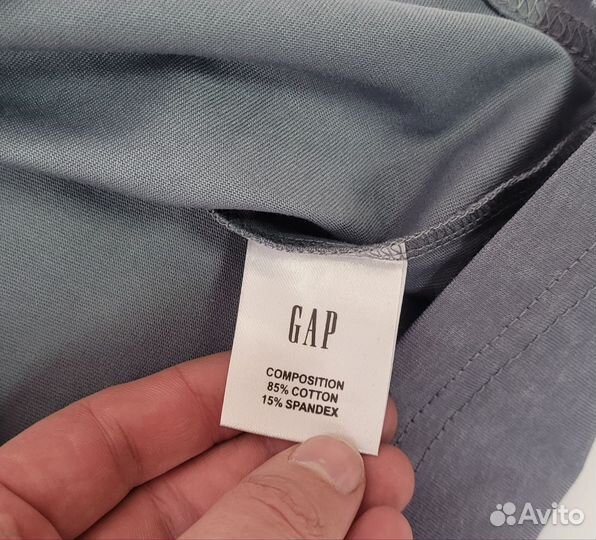 GAP
COMPOSITION
85% COTTON
15% SPANDEX
Avito